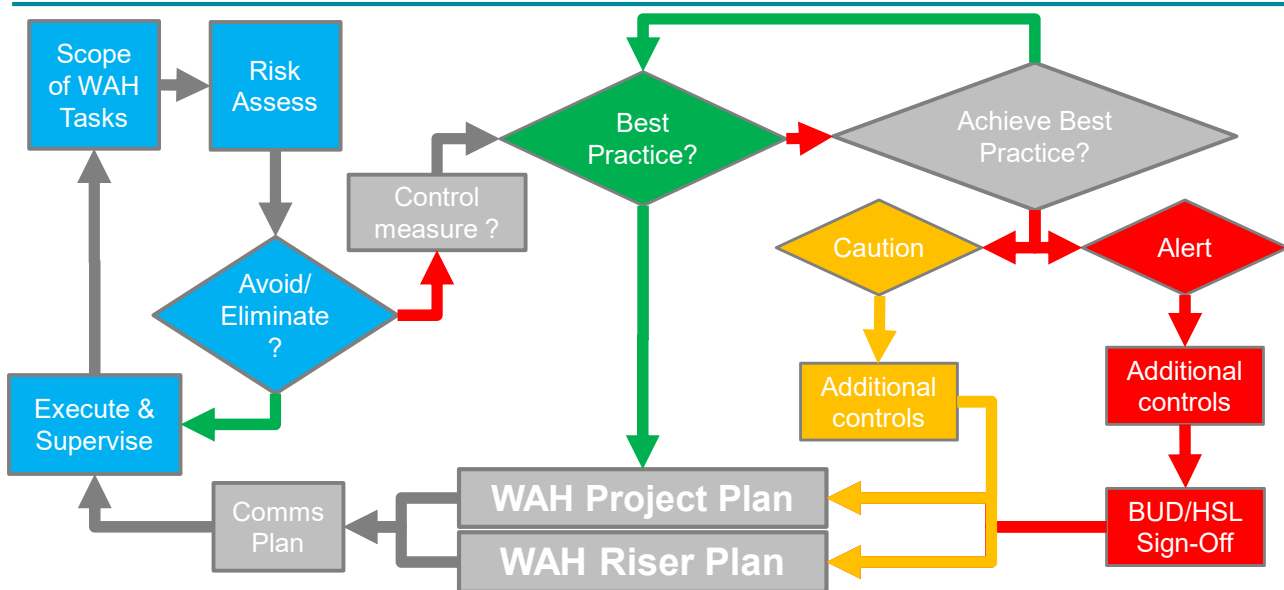 Scope
of WAH
Tasks
Risk
Assess
Best
Practice?
Achieve Best
Practice?
Control
measure ?
Caution
Alert
Avoid/
Eliminate
?
Additional
controls
Additional
controls
Execute &
Supervise
WAH Project Plan
Comms
Plan
BUD/HSL
Sign-Off
WAH Riser Plan